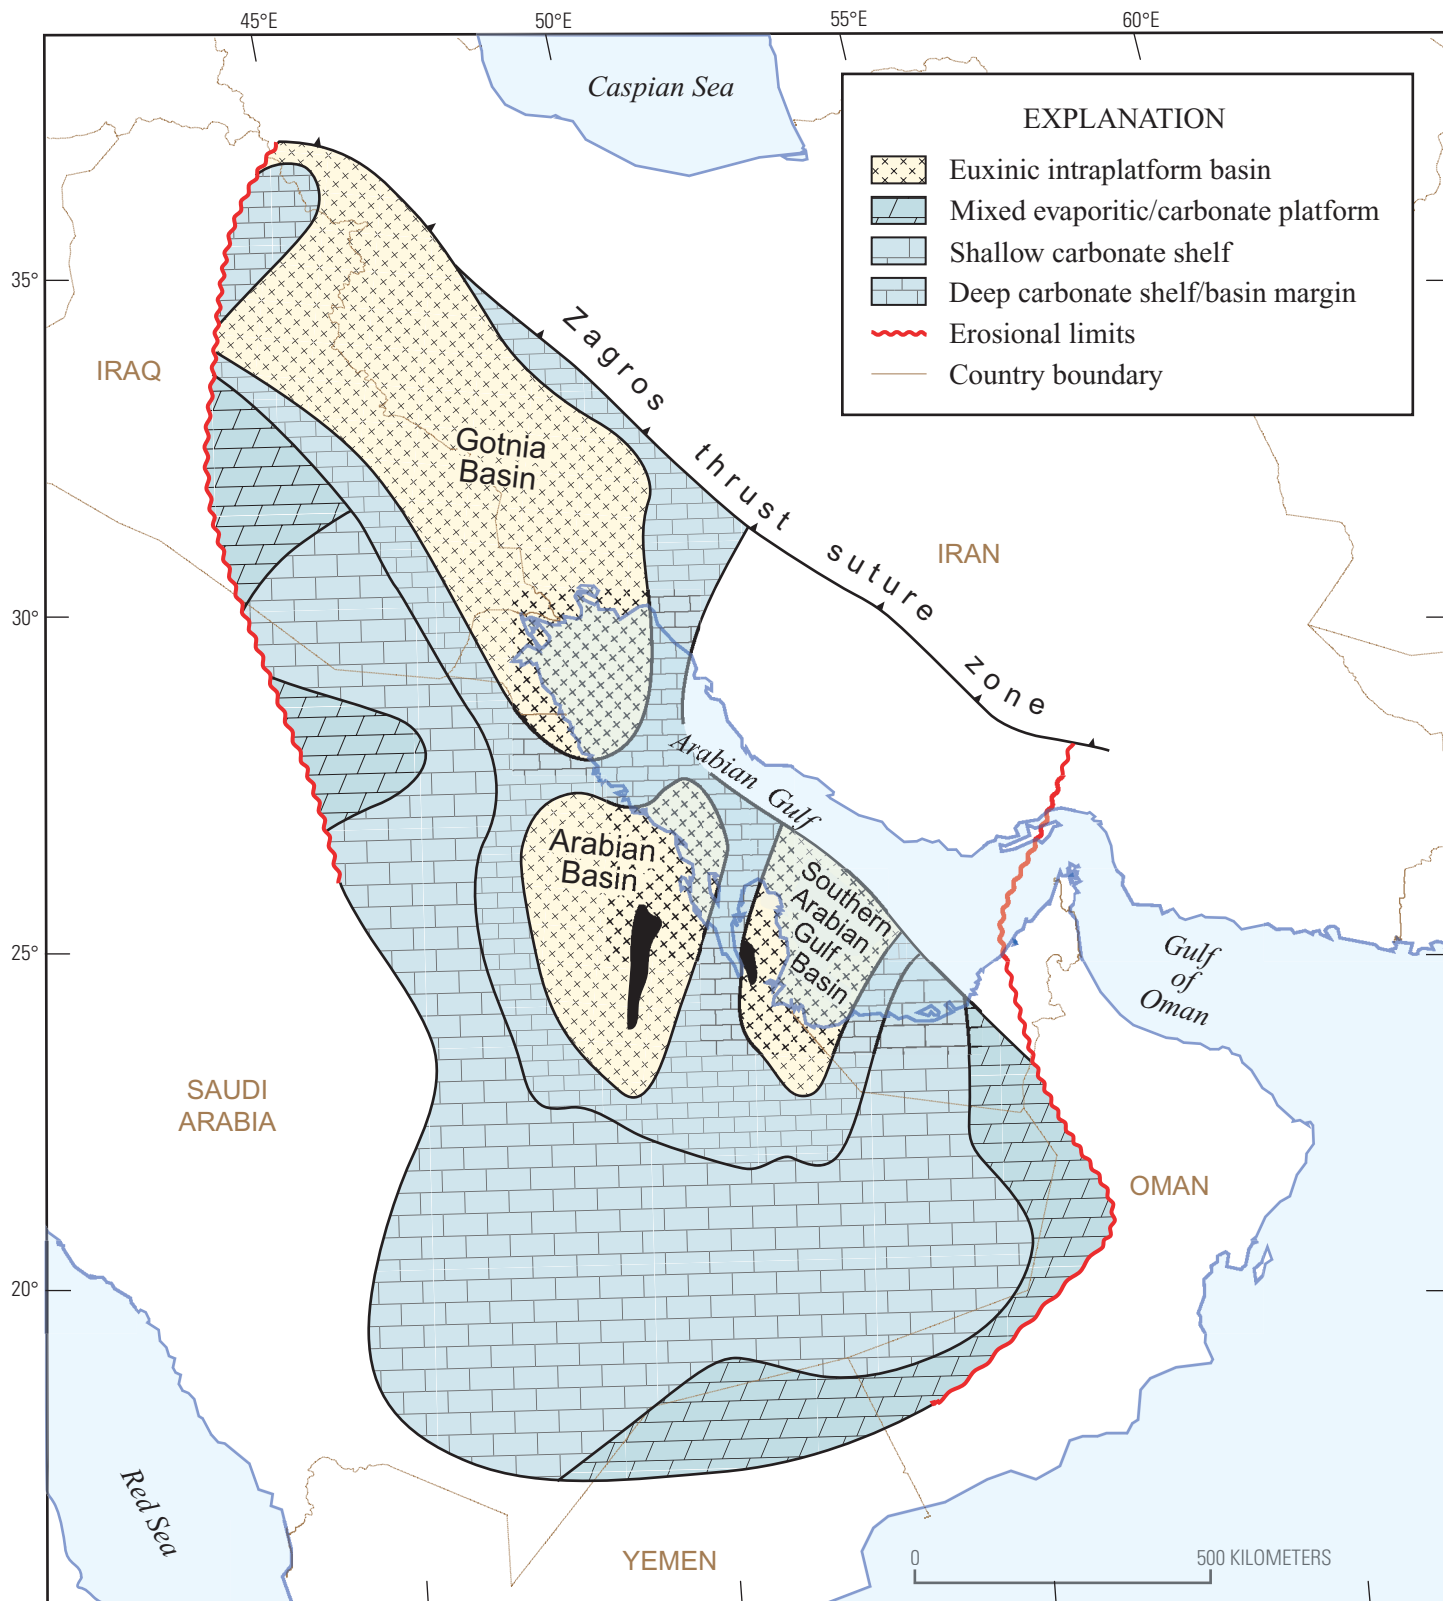 45°E
50°E
55°E
60°E
Caspian Sea
EXPLANATION
Euxinic intraplatform basin
Mixed evaporitic/carbonate platform
Shallow carbonate shelf
Deep carbonate shelf/basin margin
Erosional limits
Country boundary
35°
Zagros thrust suture zone
IRAQ
Gotnia
Basin
IRAN
30°
Arabian Gulf
Arabian
Basin
Southern
Arabian
Gulf
Basin
25°
Gulf
of
Oman
SAUDI
ARABIA
OMAN
20°
Red Sea
YEMEN
0
500 KILOMETERS